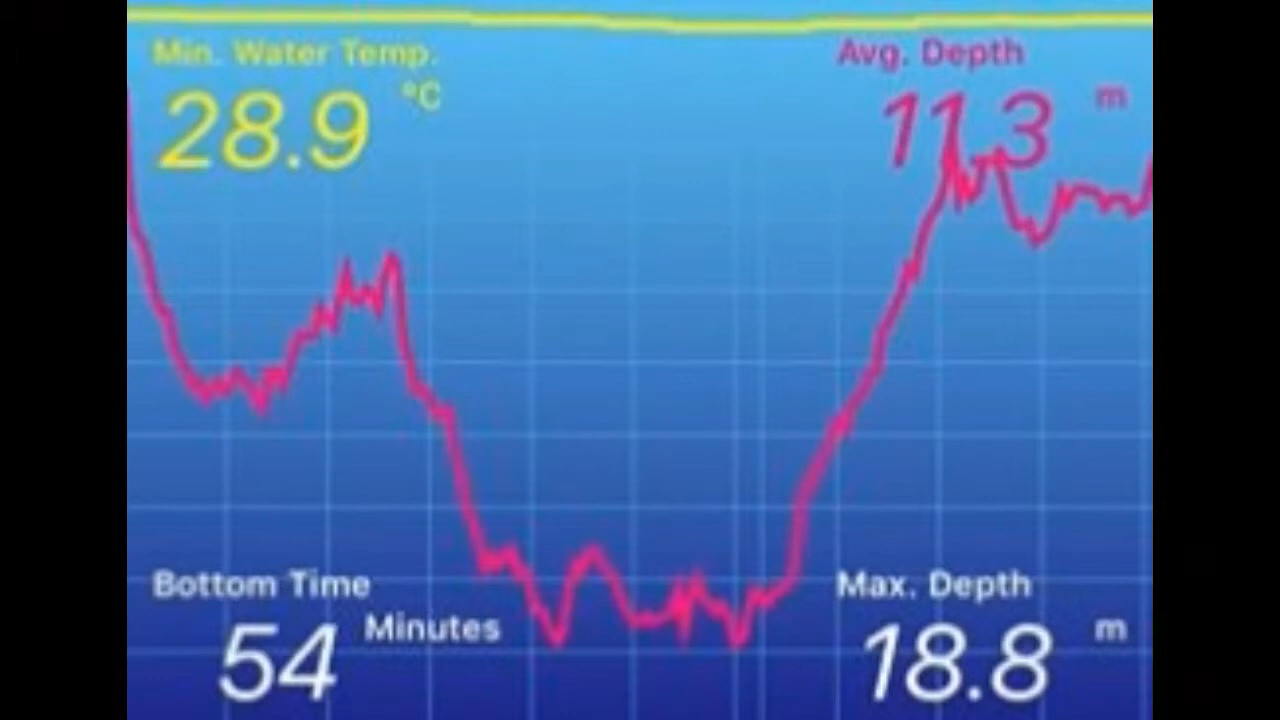 Min. Water Temp.
28.9 °C
Avg. Depth
11.3 m
Bottom Time
54 Minutes
Max. Depth
18.8 m